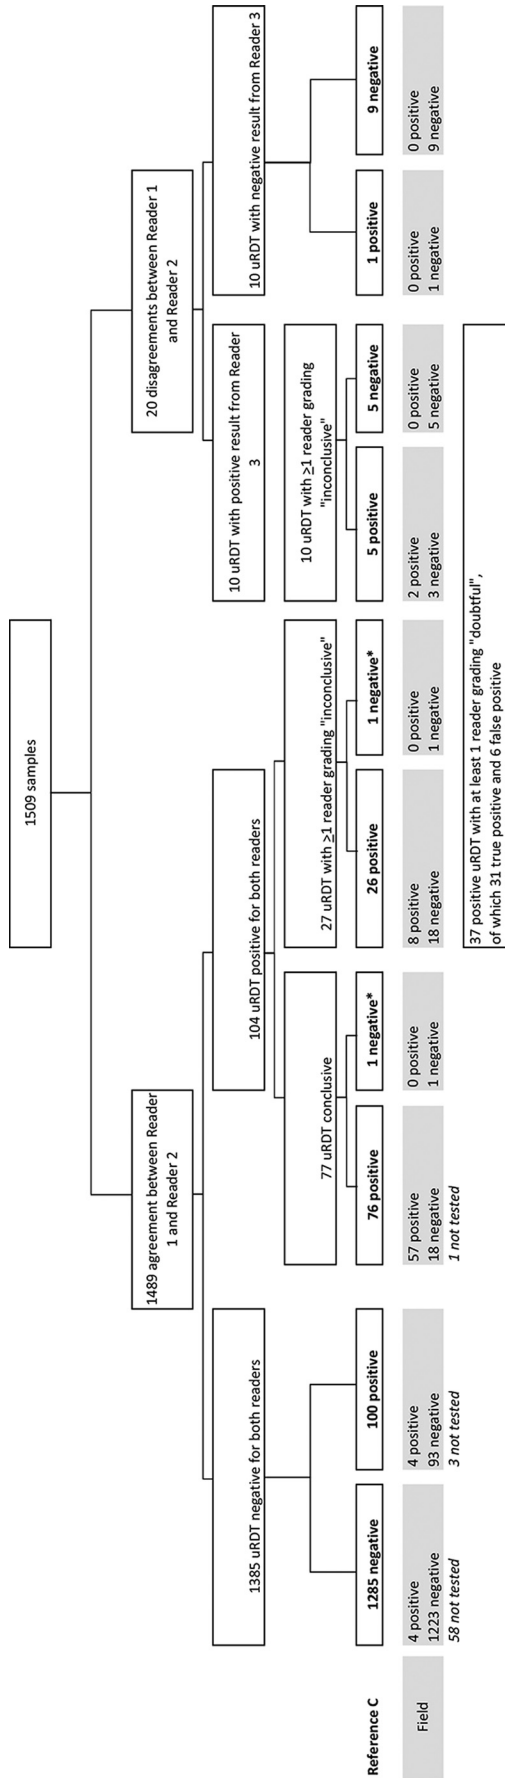 1509 samples
1489 agreement between Reader
1 and Reader 2
20 disagreements between Reader 1
and Reader 2
1385 uRDT negative for both readers
104 uRDT positive for both readers
10 uRDT with positive result from Reader
3
10 uRDT with negative result from Reader 3
77 uRDT conclusive
27 uRDT with ≥1 reader grading "inconclusive"
10 uRDT with ≥1 reader grading
"inconclusive"
Reference C
1285 negative
100 positive
76 positive
1 negative*
26 positive
1 negative*
5 positive
5 negative
1 positive
9 negative
Field
4 positive
1223 negative
58 not tested
4 positive
93 negative
3 not tested
57 positive
18 negative
1 not tested
0 positive
1 negative
8 positive
18 negative
0 positive
1 negative
2 positive
3 negative
0 positive
5 negative
0 positive
1 negative
0 positive
9 negative
37 positive uRDT with at least 1 reader grading "doubtful",
of which 31 true positive and 6 false positive